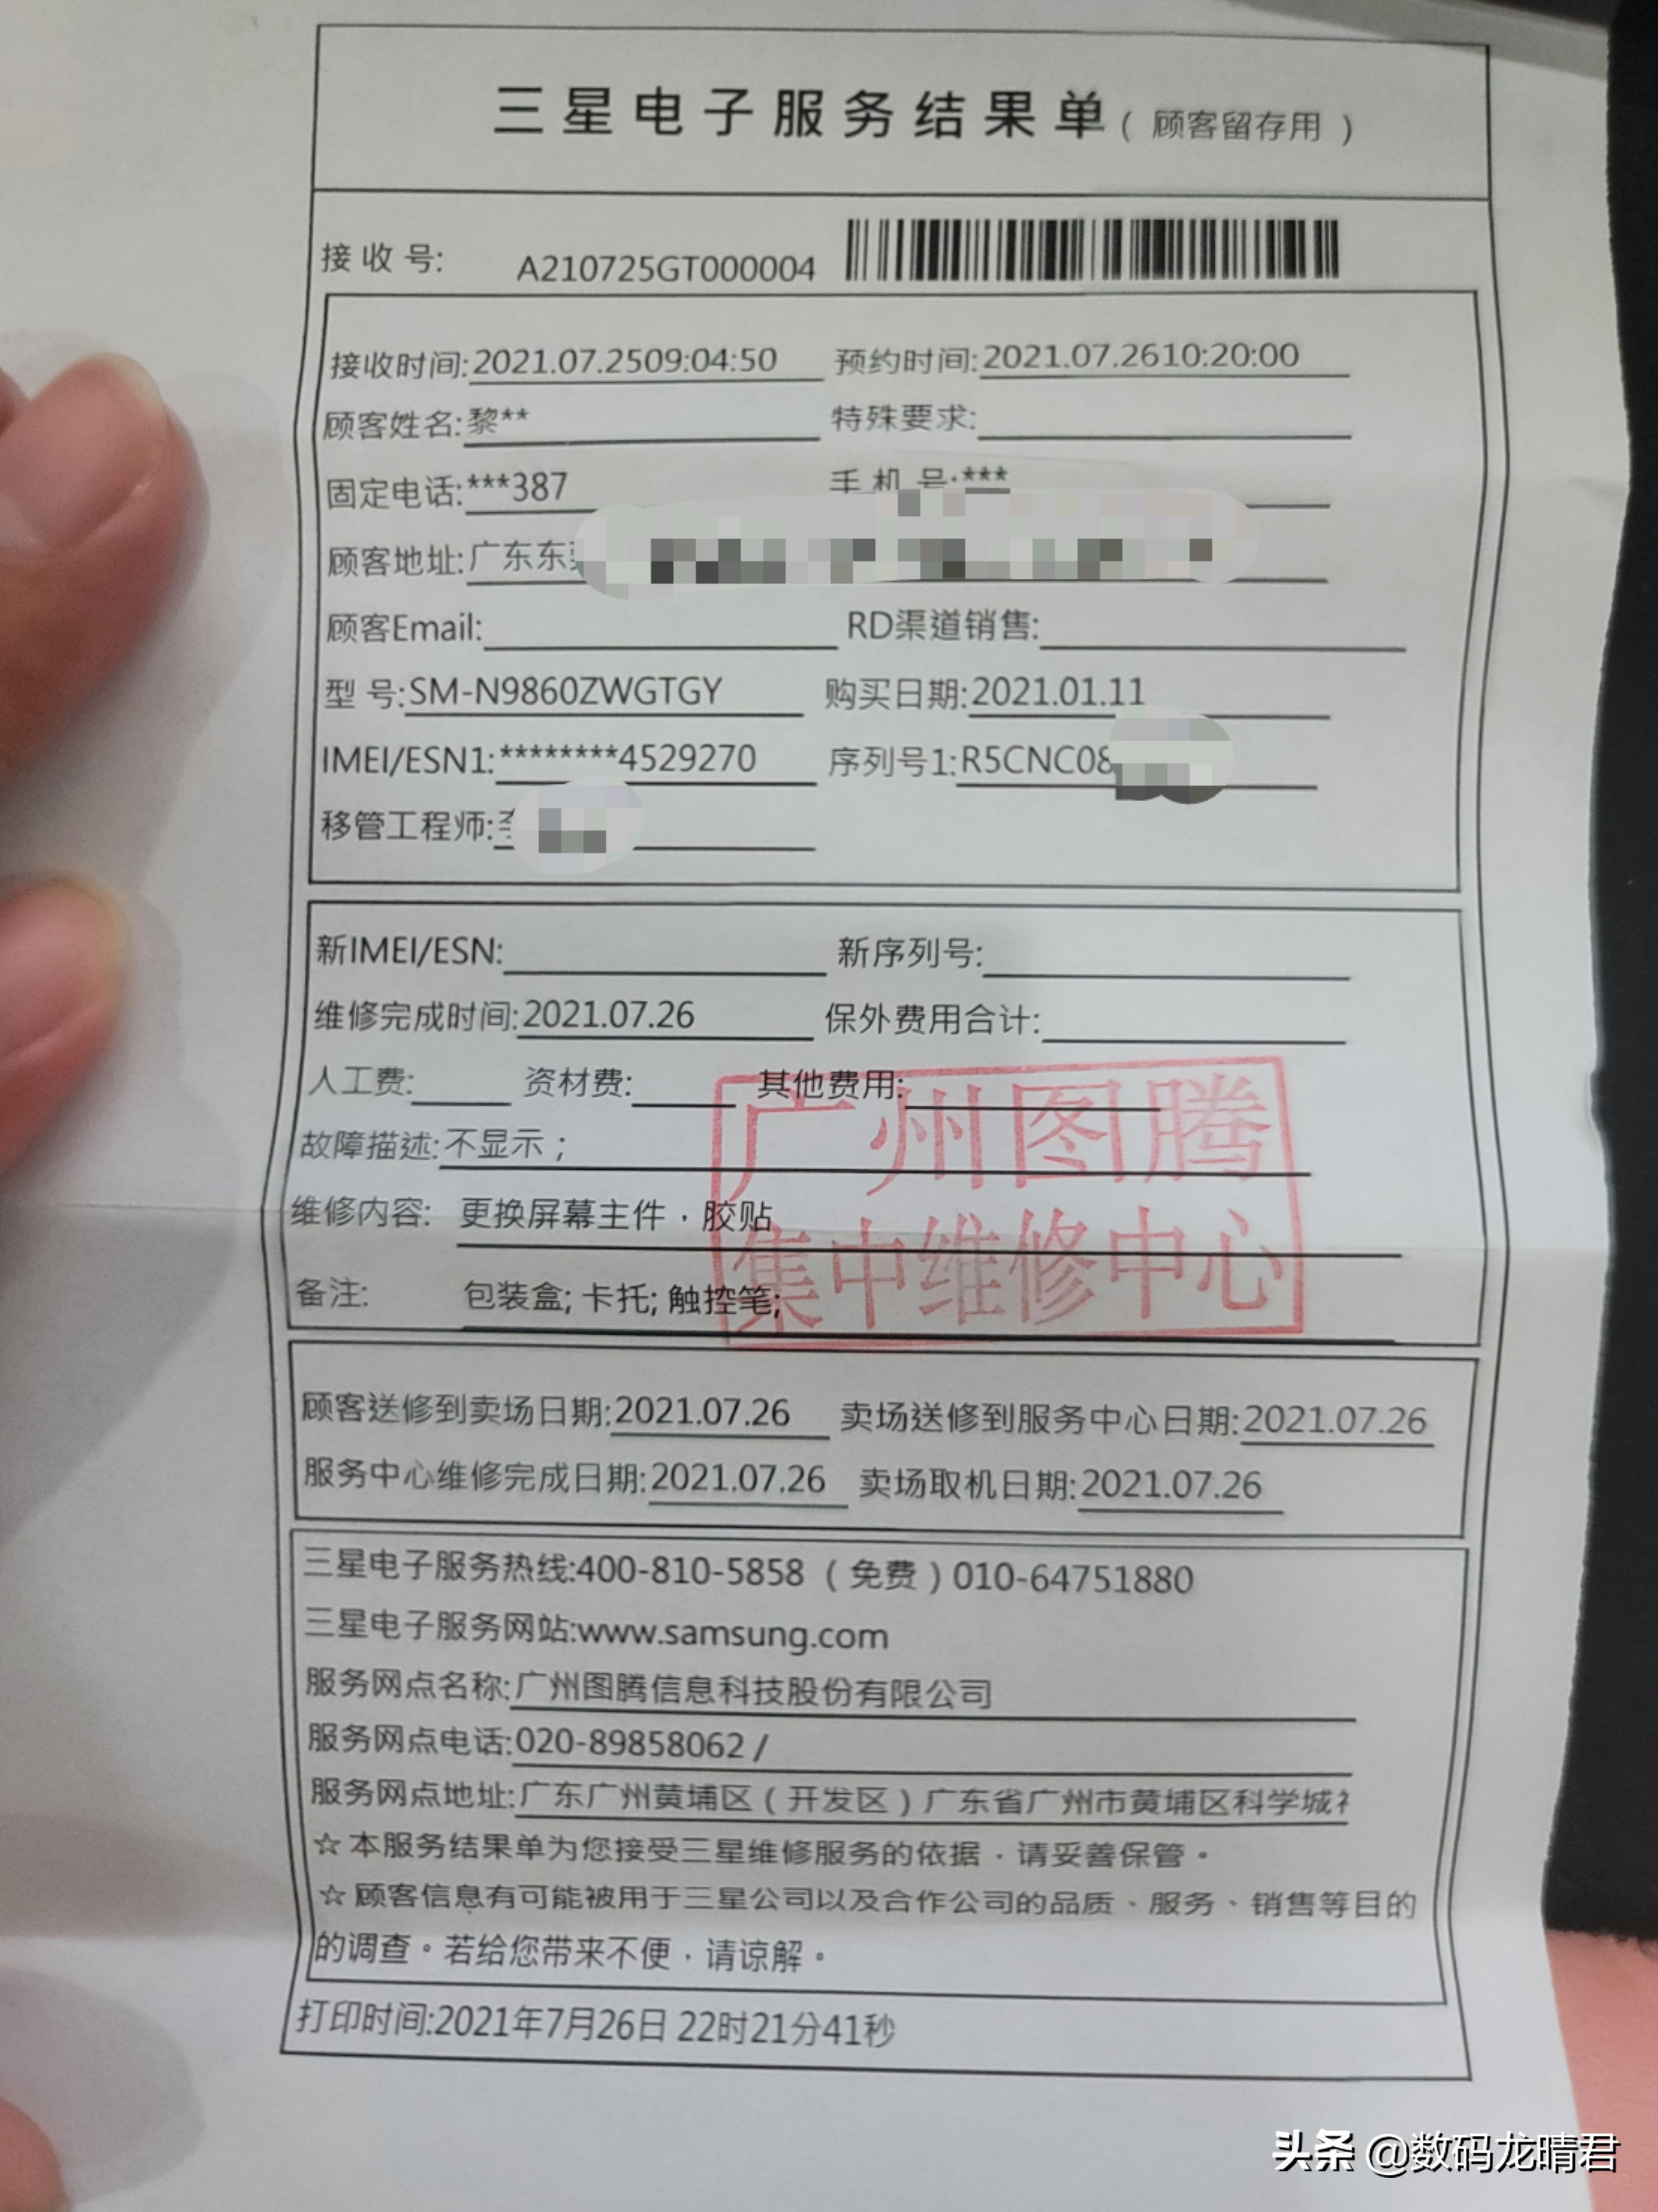 三星电子服务结果单（顾客留存用）
接 收 号: A210725GT000004
接收时间:2021.07.2509:04:50 预约时间:2021.07.2610:20:00
顾客姓名:黎** 特殊要求:
固定电话:***387 手 机 号:***
顾客地址:广东东
顾客Email: RD渠道销售:
型 号:SM-N9860ZWGTGY 购买日期:2021.01.11
IMEI/ESN1:********4529270 序列号1:R5CNC08
移管工程师:
新IMEI/ESN: 新序列号:
维修完成时间:2021.07.26 保外费用合计:
人工费: 资材费: 其他费用:
故障描述:不显示；
维修内容: 更换屏幕主件，胶贴
备注: 包装盒; 卡托; 触控笔;
广州图腾
集中维修中心
顾客送修到卖场日期:2021.07.26 卖场送修到服务中心日期:2021.07.26
服务中心维修完成日期:2021.07.26 卖场取机日期:2021.07.26
三星电子服务热线:400-810-5858（免费）010-64751880
三星电子服务网站:www.samsung.com
服务网点名称:广州图腾信息科技股份有限公司
服务网点电话:020-89858062 /
服务网点地址:广东广州黄埔区（开发区）广东省广州市黄埔区科学城
☆ 本服务结果单为您接受三星维修服务的依据，请妥善保管。
☆ 顾客信息有可能被用于三星公司以及合作公司的品质、服务、销售等目的
的调查。若给您带来不便，请谅解。
打印时间:2021年7月26日 22时21分41秒
头条 @数码龙晴君